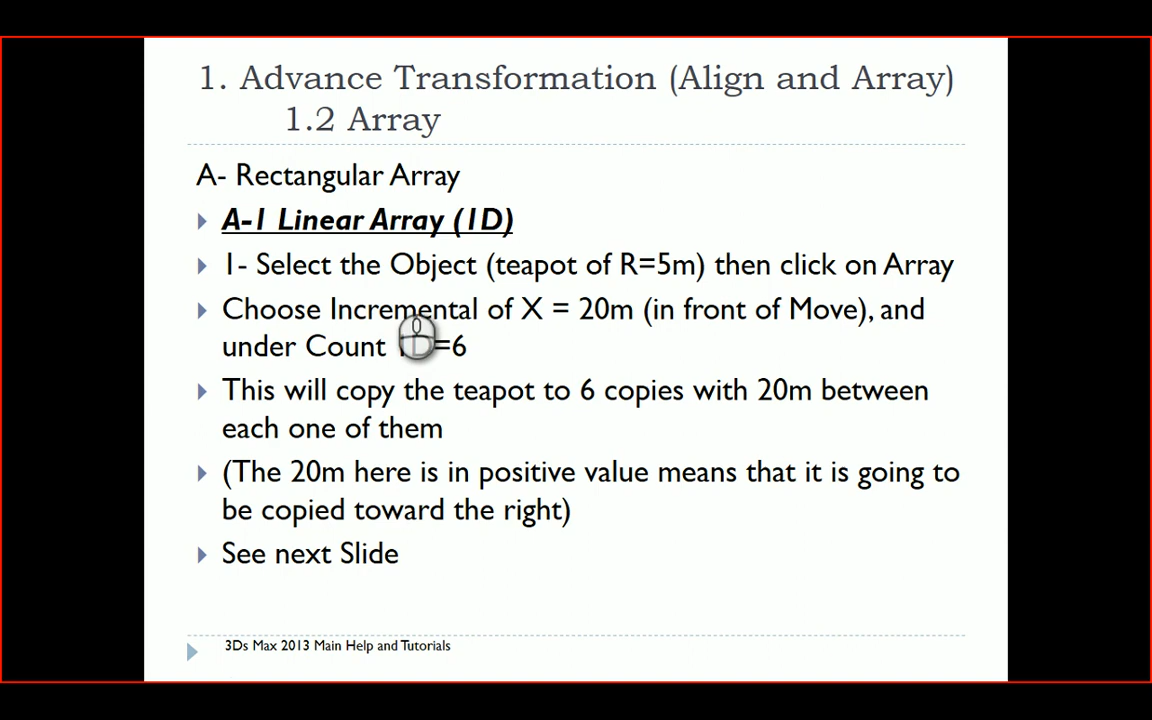 1. Advance Transformation (Align and Array)
1.2 Array
A- Rectangular Array
A-1 Linear Array (1D)
1- Select the Object (teapot of R=5m) then click on Array
Choose Incremental of X = 20m (in front of Move), and
under Count 1D=6
This will copy the teapot to 6 copies with 20m between
each one of them
(The 20m here is in positive value means that it is going to
be copied toward the right)
See next Slide
3Ds Max 2013 Main Help and Tutorials